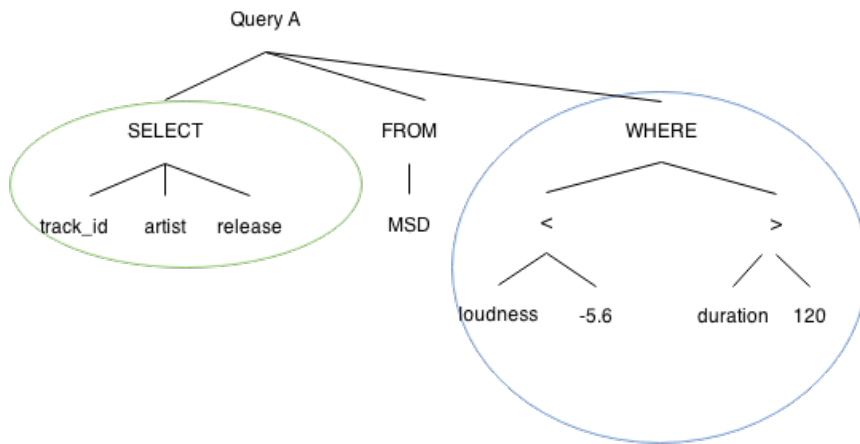 Query A
SELECT FROM WHERE
track_id artist release MSD < >
loudness -5.6 duration 120